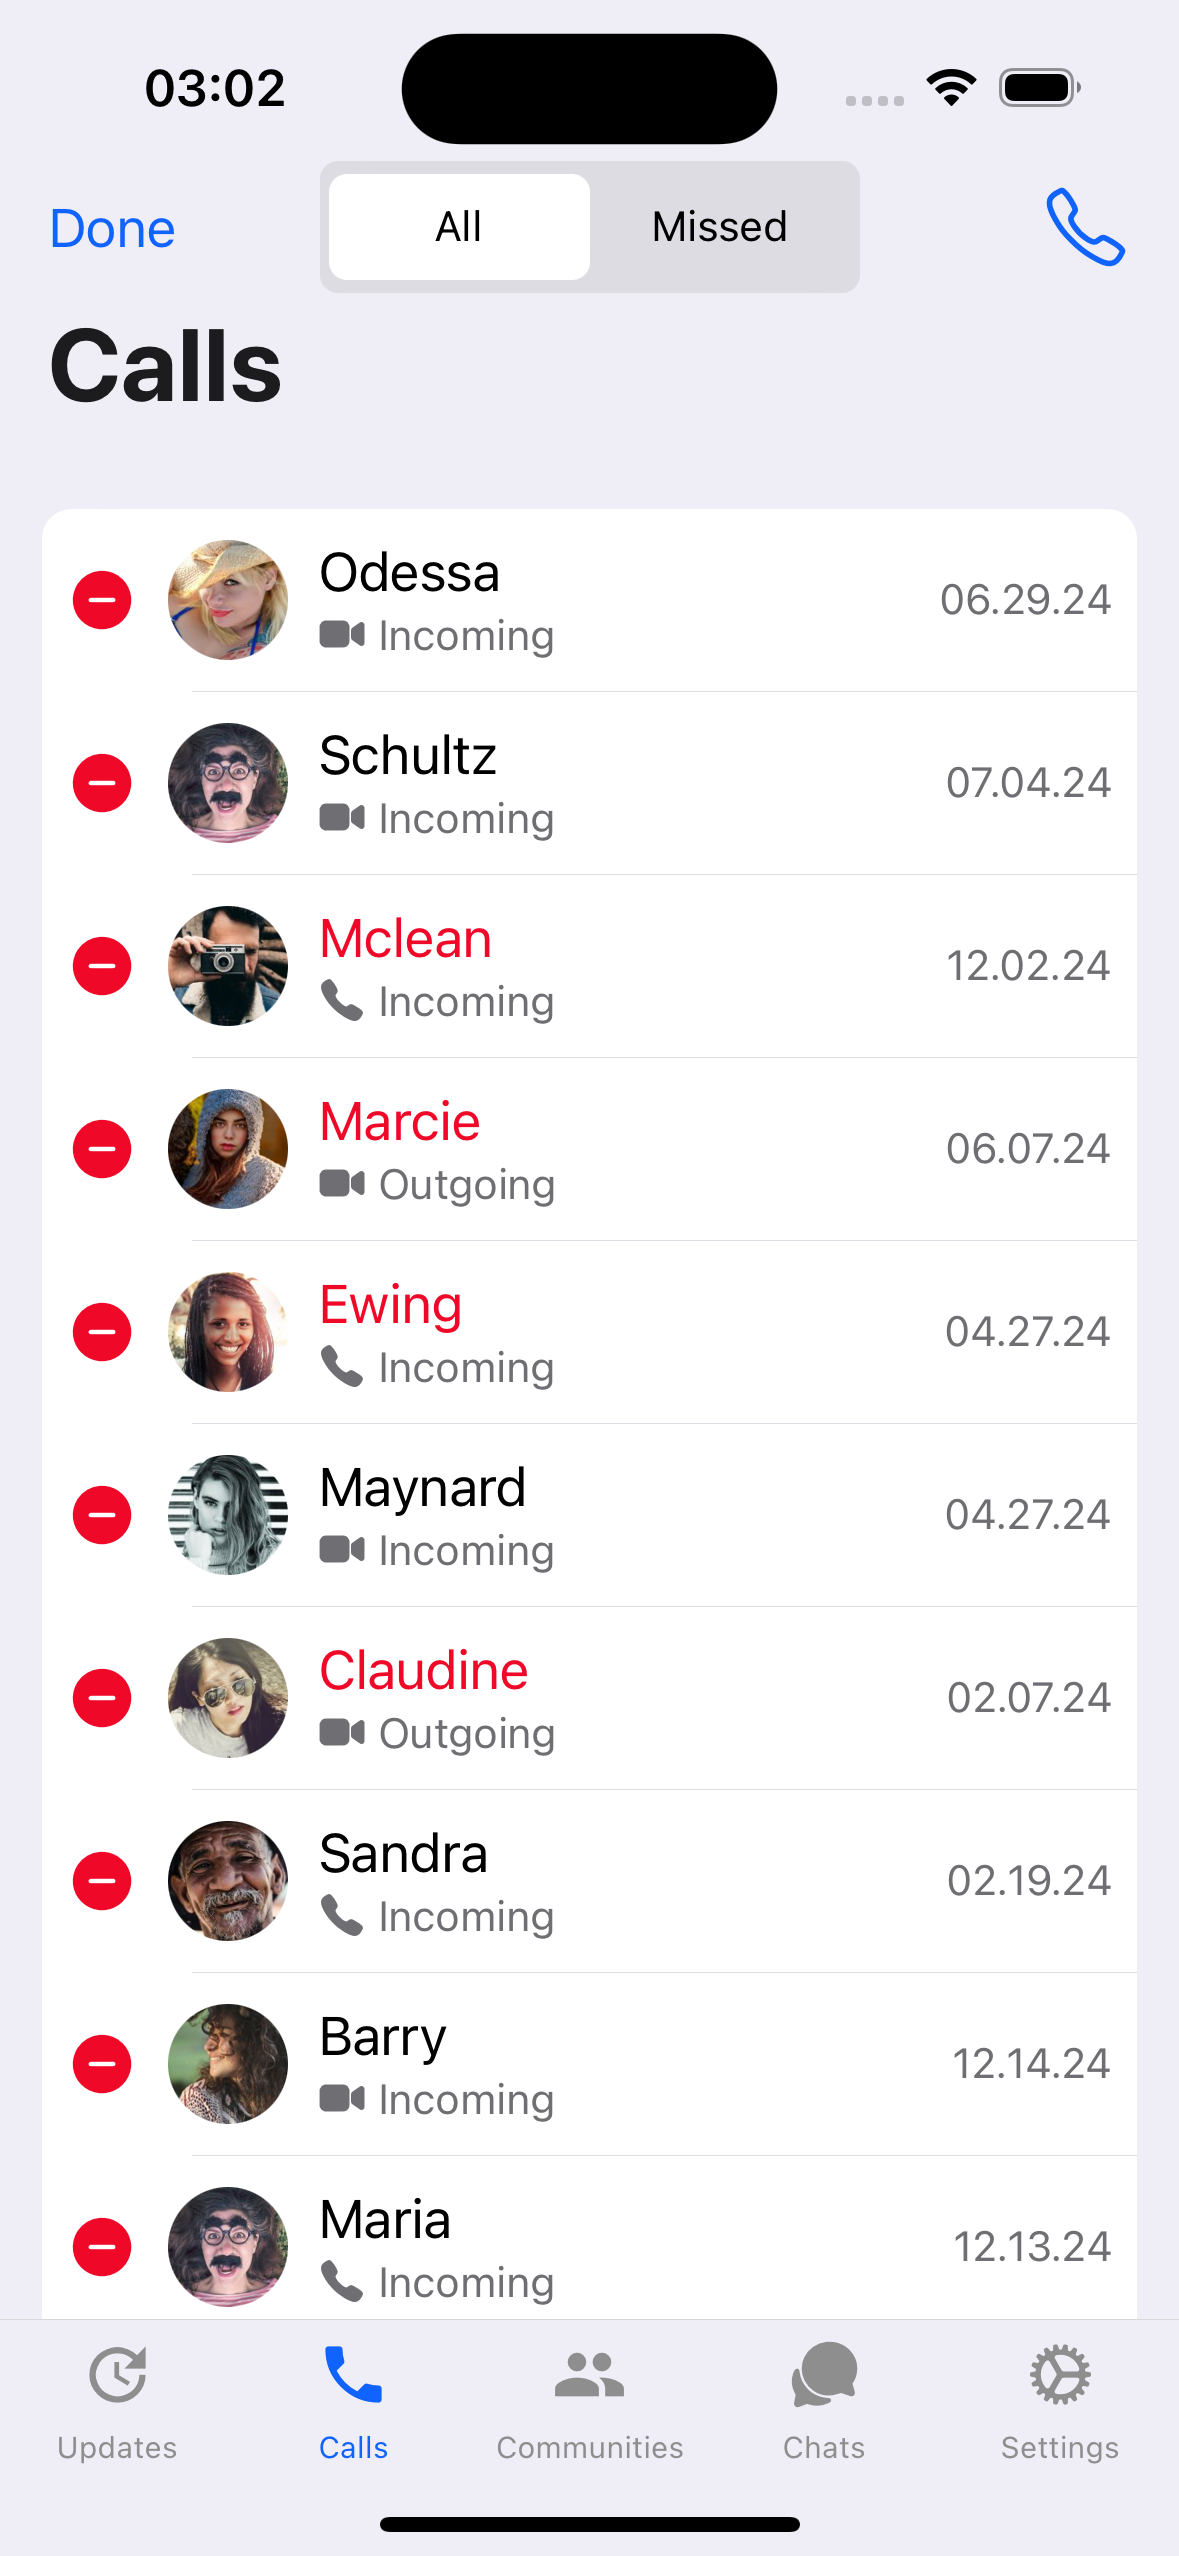 03:02
Done
All
Missed
Calls
Odessa
Incoming
06.29.24
Schultz
Incoming
07.04.24
Mclean
Incoming
12.02.24
Marcie
Outgoing
06.07.24
Ewing
Incoming
04.27.24
Maynard
Incoming
04.27.24
Claudine
Outgoing
02.07.24
Sandra
Incoming
02.19.24
Barry
Incoming
12.14.24
Maria
Incoming
12.13.24
Updates
Calls
Communities
Chats
Settings